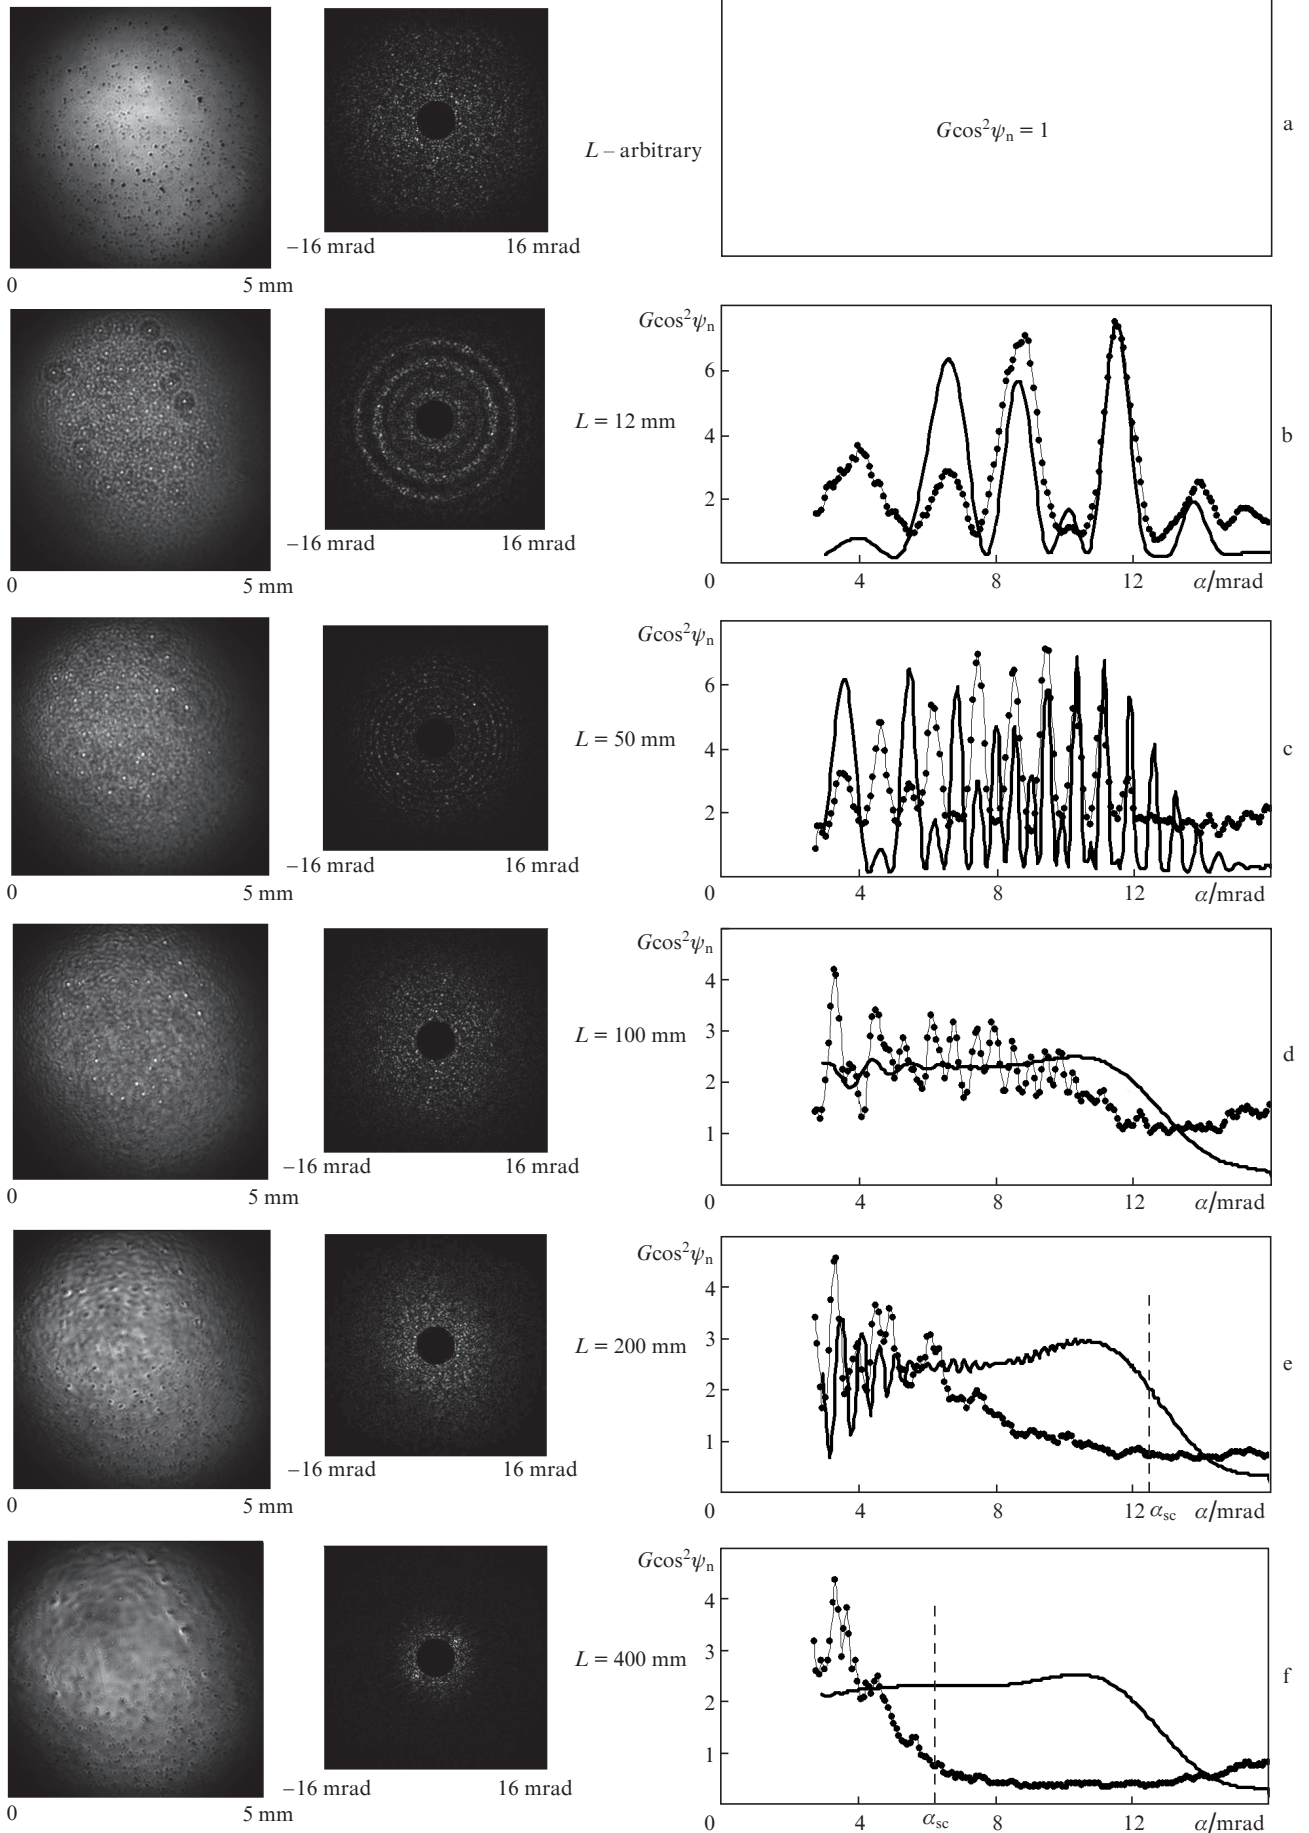 Gcos²ψn = 1
a
L – arbitrary
–16 mrad 16 mrad
0 5 mm
Gcos²ψn
6
4
2
L = 12 mm
b
–16 mrad 16 mrad
0 4 8 12 α/mrad
0 5 mm
Gcos²ψn
6
4
2
L = 50 mm
c
–16 mrad 16 mrad
0 4 8 12 α/mrad
0 5 mm
Gcos²ψn
4
3
2
1
L = 100 mm
d
–16 mrad 16 mrad
0 4 8 12 α/mrad
0 5 mm
Gcos²ψn
4
3
2
1
L = 200 mm
e
–16 mrad 16 mrad
0 4 8 12 αsc α/mrad
0 5 mm
Gcos²ψn
4
3
2
1
L = 400 mm
f
–16 mrad 16 mrad
0 4 αsc 8 12 α/mrad
0 5 mm